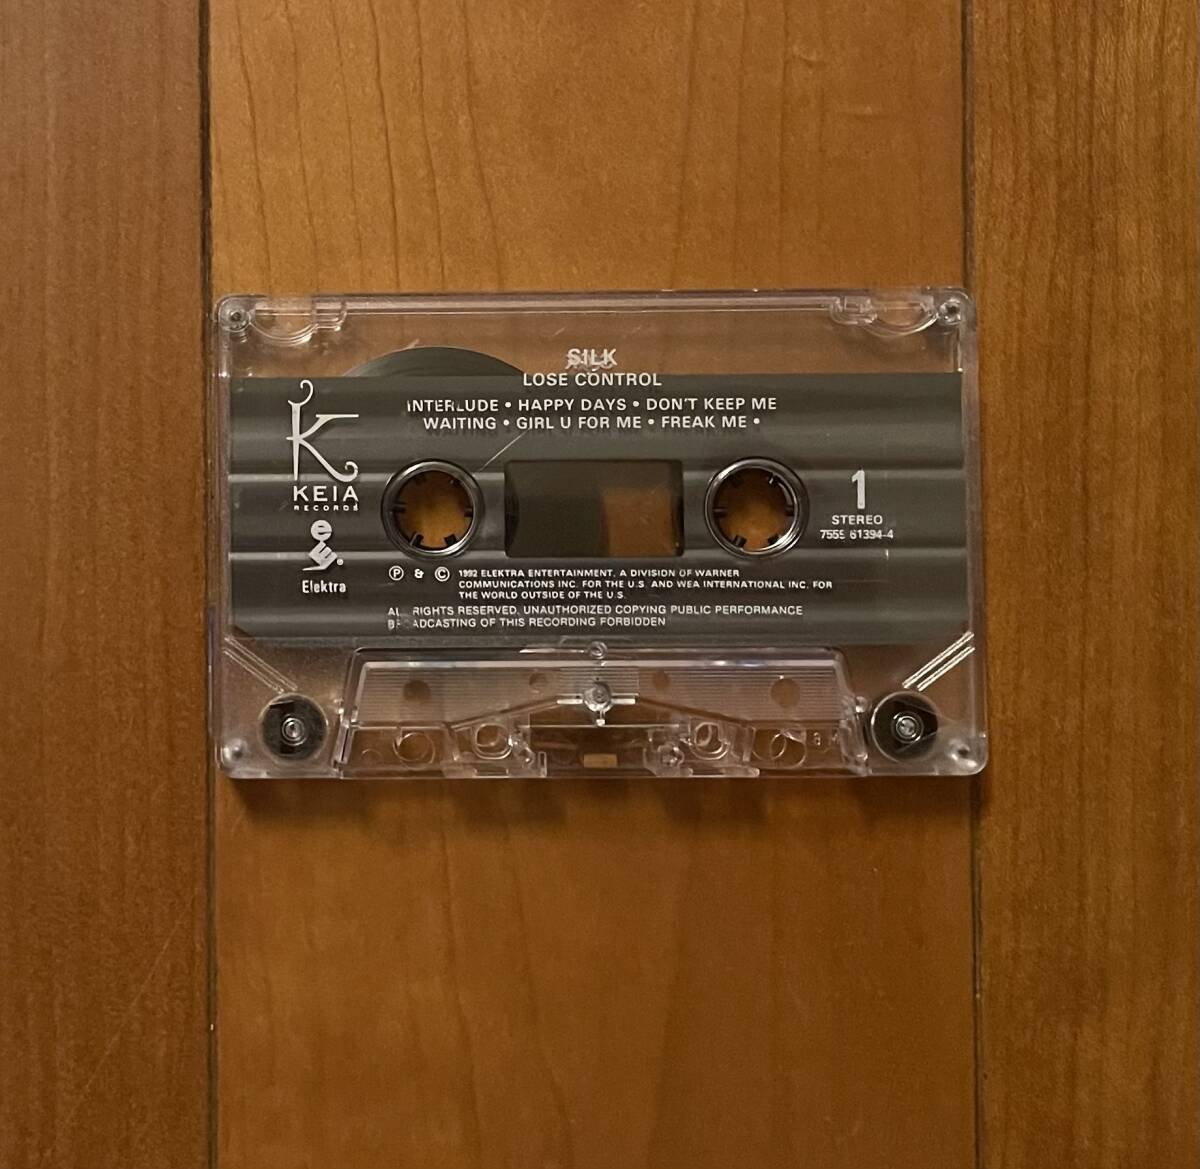 SILK
LOSE CONTROL
INTERLUDE • HAPPY DAYS • DON'T KEEP ME
WAITING • GIRL U FOR ME • FREAK ME •
K
KEIA
RECORDS
e
Elektra
1
STEREO
7555 61394-4
Ⓟ & © 1992 ELEKTRA ENTERTAINMENT, A DIVISION OF WARNER
COMMUNICATIONS INC. FOR THE U.S. AND WEA INTERNATIONAL INC. FOR
THE WORLD OUTSIDE OF THE U.S.
ALL RIGHTS RESERVED. UNAUTHORIZED COPYING PUBLIC PERFORMANCE
BROADCASTING OF THIS RECORDING FORBIDDEN